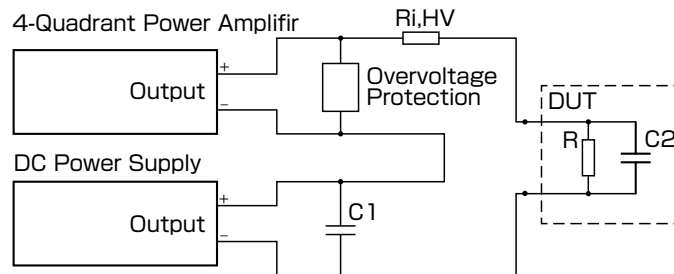 4-Quadrant Power Amplifir
Ri,HV
+
Output
−
Overvoltage
Protection
DUT
R
C2
DC Power Supply
+
Output
−
C1